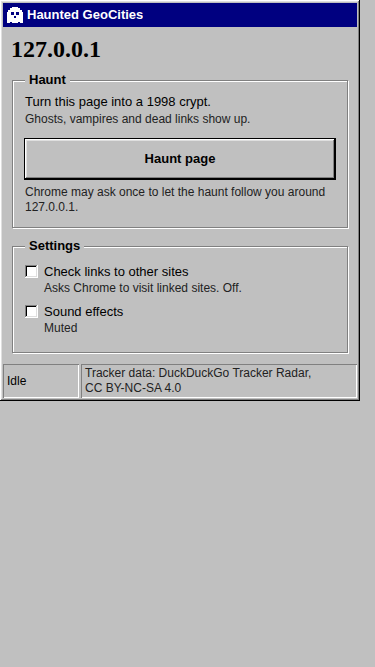 Haunted GeoCities
127.0.0.1
Haunt
Turn this page into a 1998 crypt.
Ghosts, vampires and dead links show up.
Haunt page
Chrome may ask once to let the haunt follow you around
127.0.0.1.
Settings
Check links to other sites
Asks Chrome to visit linked sites. Off.
Sound effects
Muted
Idle
Tracker data: DuckDuckGo Tracker Radar,
CC BY-NC-SA 4.0